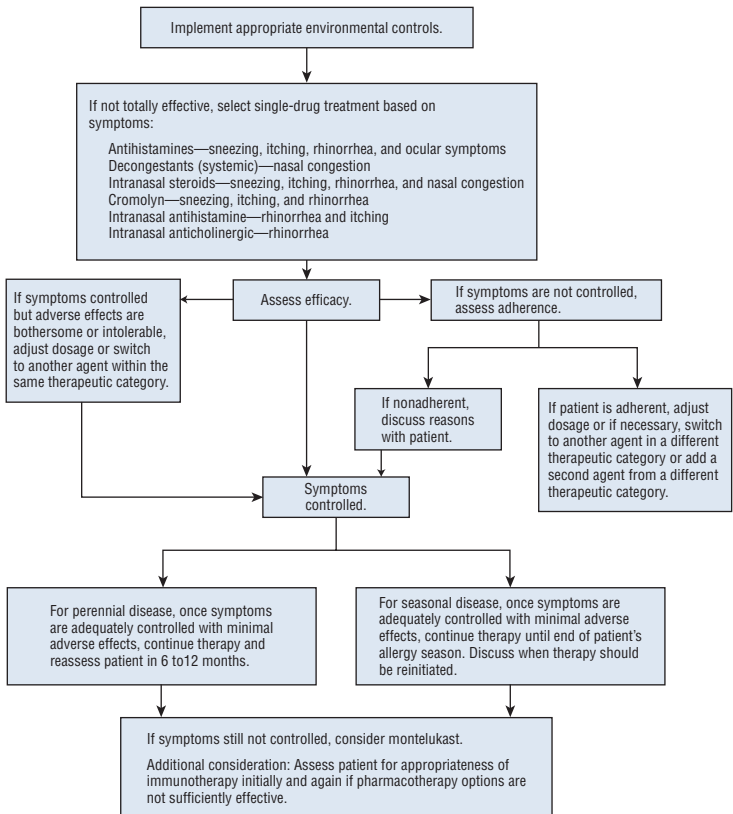 Implement appropriate environmental controls.
If not totally effective, select single-drug treatment based on
symptoms:
Antihistamines—sneezing, itching, rhinorrhea, and ocular symptoms
Decongestants (systemic)—nasal congestion
Intranasal steroids—sneezing, itching, rhinorrhea, and nasal congestion
Cromolyn—sneezing, itching, and rhinorrhea
Intranasal antihistamine—rhinorrhea and itching
Intranasal anticholinergic—rhinorrhea
If symptoms controlled
but adverse effects are
bothersome or intolerable,
adjust dosage or switch
to another agent within the
same therapeutic category.
Assess efficacy.
If symptoms are not controlled,
assess adherence.
If nonadherent,
discuss reasons
with patient.
If patient is adherent, adjust
dosage or if necessary, switch
to another agent in a different
therapeutic category or add a
second agent from a different
therapeutic category.
Symptoms
controlled.
For perennial disease, once symptoms
are adequately controlled with minimal
adverse effects, continue therapy and
reassess patient in 6 to12 months.
For seasonal disease, once symptoms are
adequately controlled with minimal adverse
effects, continue therapy until end of patient’s
allergy season. Discuss when therapy should
be reinitiated.
If symptoms still not controlled, consider montelukast.
Additional consideration: Assess patient for appropriateness of
immunotherapy initially and again if pharmacotherapy options are
not sufficiently effective.